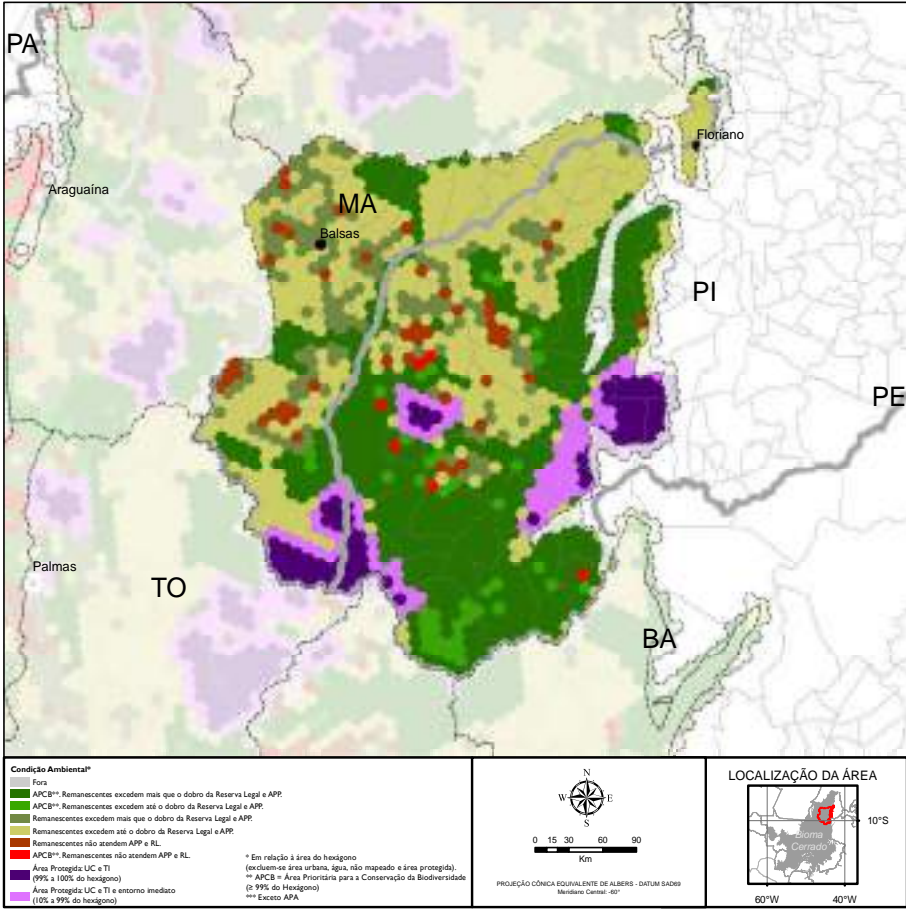 PA
Floriano
Araguaína
MA
Balsas
PI
PE
Palmas
TO
BA
Condição Ambiental*
Fora
APCB**. Remanescentes excedem mais que o dobro da Reserva Legal e APP.
APCB**. Remanescentes excedem até o dobro da Reserva Legal e APP.
Remanescentes excedem mais que o dobro da Reserva Legal e APP.
Remanescentes excedem até o dobro da Reserva Legal e APP.
Remanescentes não atendem APP e RL.
APCB**. Remanescentes não atendem APP e RL.
Área Protegida: UC e TI
(99% a 100% do hexágono)
Área Protegida: UC e TI e entorno imediato
(10% a 99% do hexágono)
* Em relação à área do hexágono
(excluem-se área urbana, água, não mapeado e área protegida).
** APCB = Área Prioritária para a Conservação da Biodiversidade
(≥ 99% do Hexágono)
*** Exceto APA
N
W E
S
0 15 30 60 90
Km
PROJEÇÃO CÔNICA EQUIVALENTE DE ALBERS - DATUM SAD69
Meridiano Central: -60°
LOCALIZAÇÃO DA ÁREA
10°S
Bioma
Cerrado
60°W 40°W